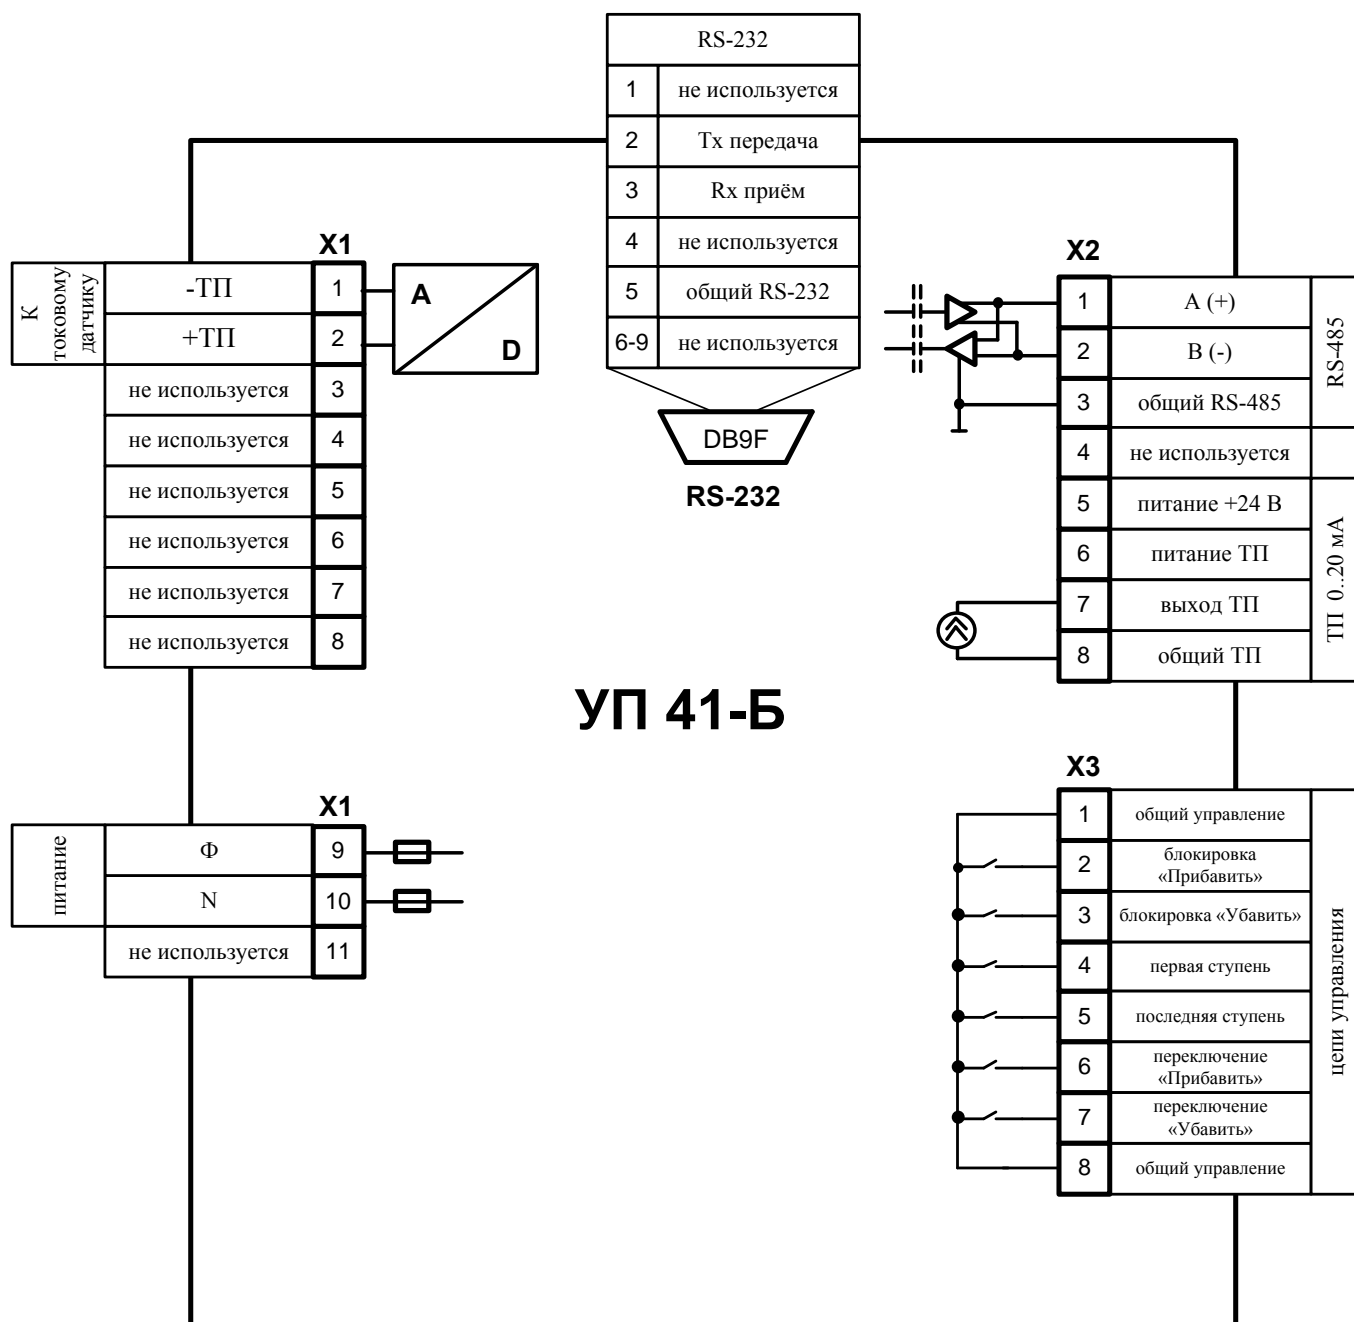 RS-232
1 не используется
2 Tx передача
3 Rx приём
4 не используется
5 общий RS-232
6-9 не используется
DB9F
RS-232
X1
К
токовому
датчику
-ТП 1
+ТП 2
не используется 3
не используется 4
не используется 5
не используется 6
не используется 7
не используется 8
A
D
X2
1 A (+)
2 B (-)
3 общий RS-485
4 не используется
5 питание +24 В
6 питание ТП
7 выход ТП
8 общий ТП
RS-485
ТП 0..20 мА
УП 41-Б
X1
питание
Ф 9
N 10
не используется 11
X3
1 общий управление
2 блокировка
«Прибавить»
3 блокировка «Убавить»
4 первая ступень
5 последняя ступень
6 переключение
«Прибавить»
7 переключение
«Убавить»
8 общий управление
цепи управления